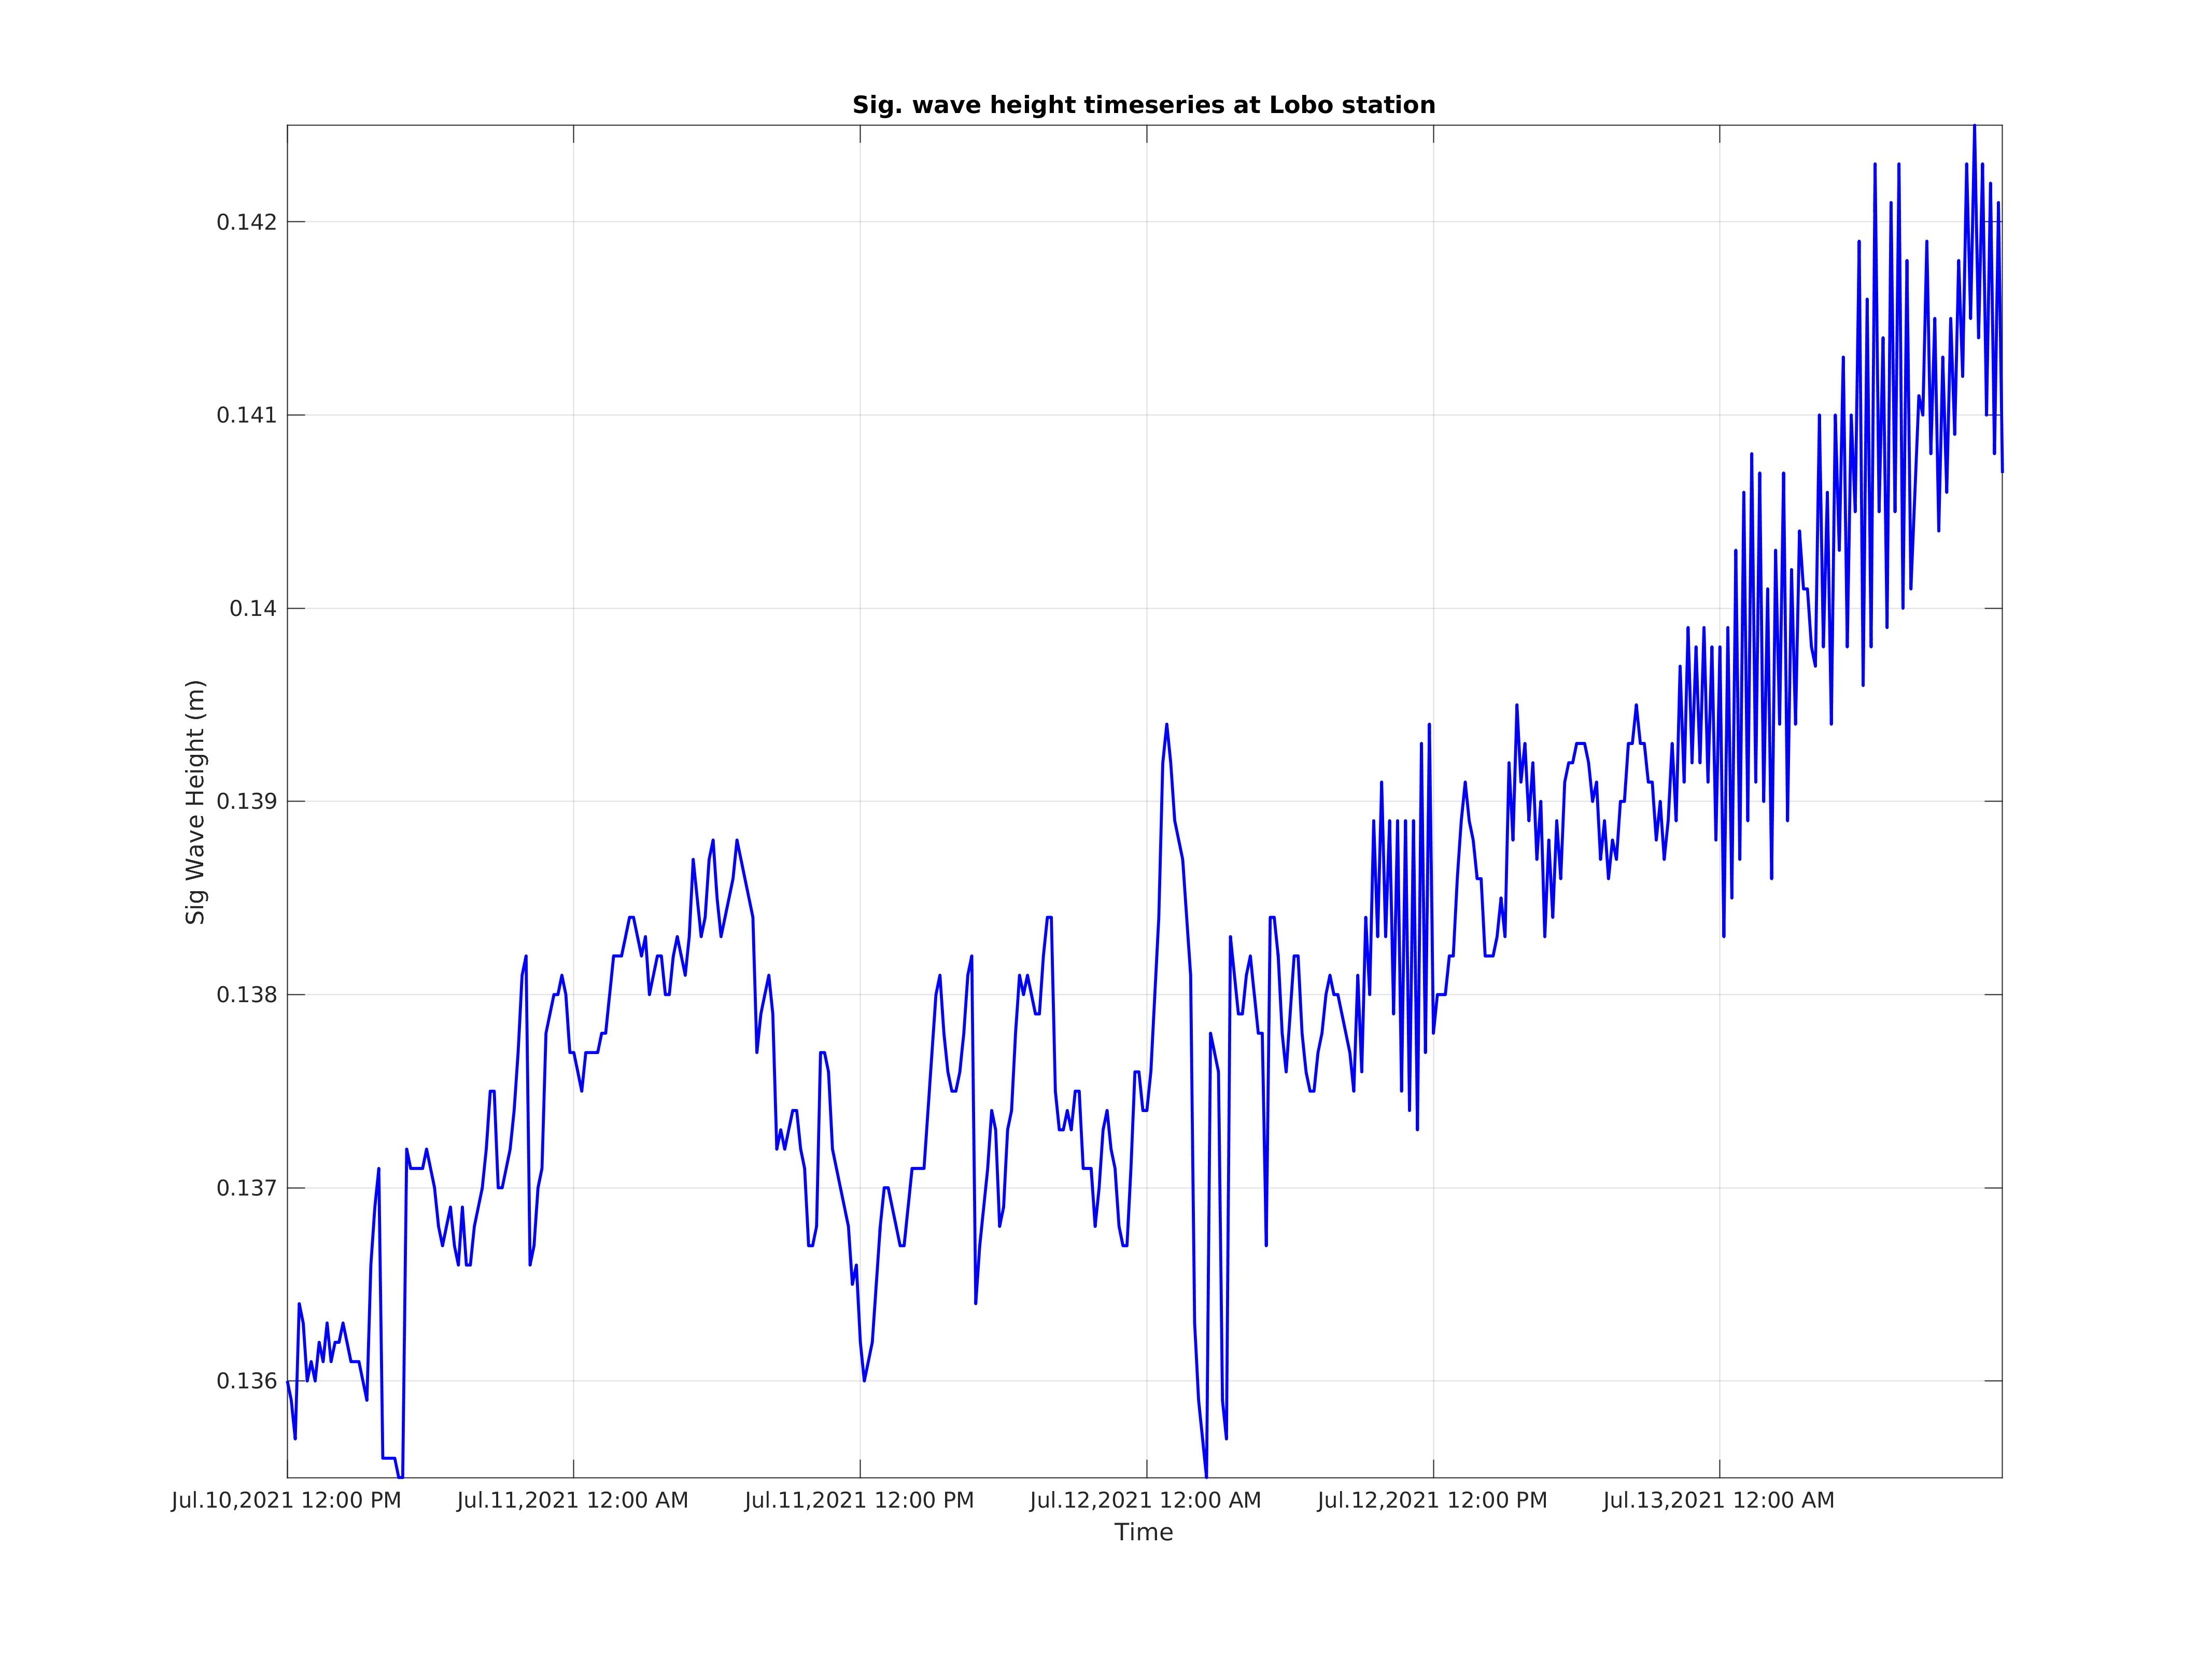 Sig. wave height timeseries at Lobo station
0.142
0.141
0.14
0.139
0.138
0.137
0.136
Sig Wave Height (m)
Jul.10,2021 12:00 PM Jul.11,2021 12:00 AM Jul.11,2021 12:00 PM Jul.12,2021 12:00 AM Jul.12,2021 12:00 PM Jul.13,2021 12:00 AM
Time